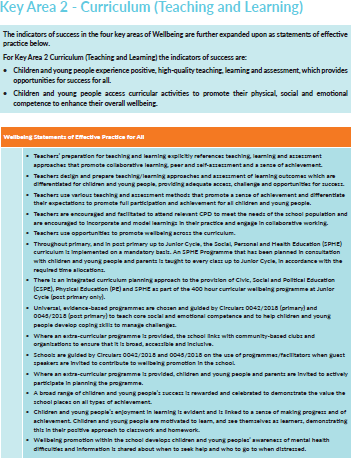 Key Area 2 - Curriculum (Teaching and Learning)
The indicators of success in the four key areas of Wellbeing are further expanded upon as statements of effective
practice below.
For Key Area 2 Curriculum (Teaching and Learning) the indicators of success are:
• Children and young people experience positive, high-quality teaching, learning and assessment, which provides
opportunities for success for all.
• Children and young people access curricular activities to promote their physical, social and emotional
competence to enhance their overall wellbeing.
Wellbeing Statements of Effective Practice for All
• Teachers' preparation for teaching and learning explicitly references teaching, learning and assessment
approaches that promote collaborative learning, peer and self-assessment and a sense of achievement.
• Teachers design and prepare teaching/learning approaches and assessment of learning outcomes which are
differentiated for children and young people, providing adequate access, challenge and opportunities for success.
• Teachers use various teaching and assessment methods that promote a sense of achievement and differentiate
their expectations to promote full participation and achievement for all children and young people.
• Teachers are encouraged and facilitated to attend relevant CPD to meet the needs of the school population and
are encouraged to incorporate and model learnings in their practice and engage in collaborative working.
• Teachers use opportunities to promote wellbeing across the curriculum.
• Throughout primary, and in post primary up to Junior Cycle, the Social, Personal and Health Education (SPHE)
curriculum is implemented on a mandatory basis. An SPHE Programme that has been planned in consultation
with children and young people and parents is taught to every class up to Junior Cycle, in accordance with the
required time allocations.
• There is an integrated curriculum planning approach to the provision of Civic, Social and Political Education
(CSPE), Physical Education (PE) and SPHE as part of the 400 hour curricular wellbeing programme at Junior
Cycle (post primary only).
• Universal, evidence-based programmes are chosen and guided by Circulars 0042/2018 (primary) and
0043/2018 (post primary) to teach core social and emotional competence and to help children and young
people develop coping skills to manage challenges.
• Where an extra-curricular programme is provided, the school links with community-based clubs and
organisations to ensure that it is broad, accessible and inclusive.
• Schools are guided by Circulars 0042/2018 and 0043/2018 on the use of programmes/facilitators when guest
speakers are invited to contribute to wellbeing promotion in the school.
• Where an extra-curricular programme is provided, children and young people and parents are invited to actively
participate in planning the programme.
• A broad range of children and young people's success is rewarded and celebrated to demonstrate the value the
school places on all types of achievement.
• Children and young people's enjoyment in learning is evident and is linked to a sense of making progress and of
achievement. Children and young people are motivated to learn, and see themselves as learners, demonstrating
this in their positive approach to classwork and homework.
• Wellbeing promotion within the school develops children and young peoples' awareness of mental health
difficulties and information is shared about when to seek help and who to go to when distressed.